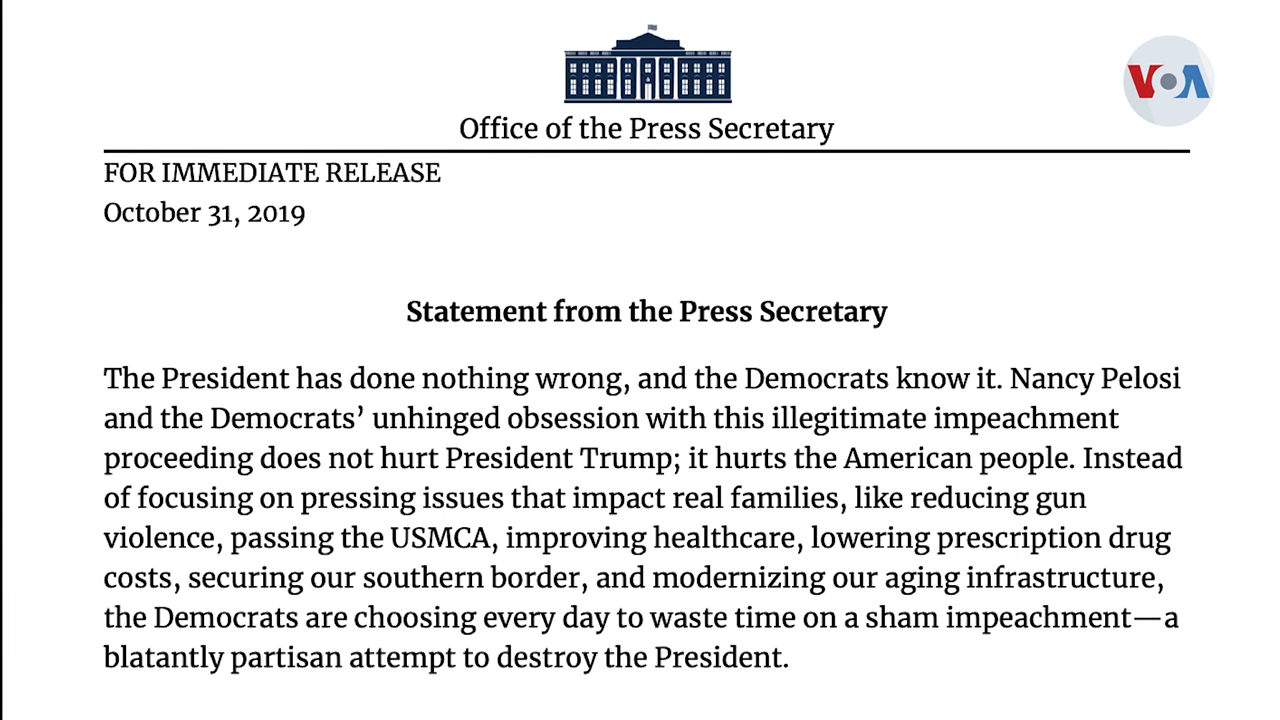 VOA
Office of the Press Secretary
FOR IMMEDIATE RELEASE
October 31, 2019
Statement from the Press Secretary
The President has done nothing wrong, and the Democrats know it. Nancy Pelosi
and the Democrats’ unhinged obsession with this illegitimate impeachment
proceeding does not hurt President Trump; it hurts the American people. Instead
of focusing on pressing issues that impact real families, like reducing gun
violence, passing the USMCA, improving healthcare, lowering prescription drug
costs, securing our southern border, and modernizing our aging infrastructure,
the Democrats are choosing every day to waste time on a sham impeachment—a
blatantly partisan attempt to destroy the President.